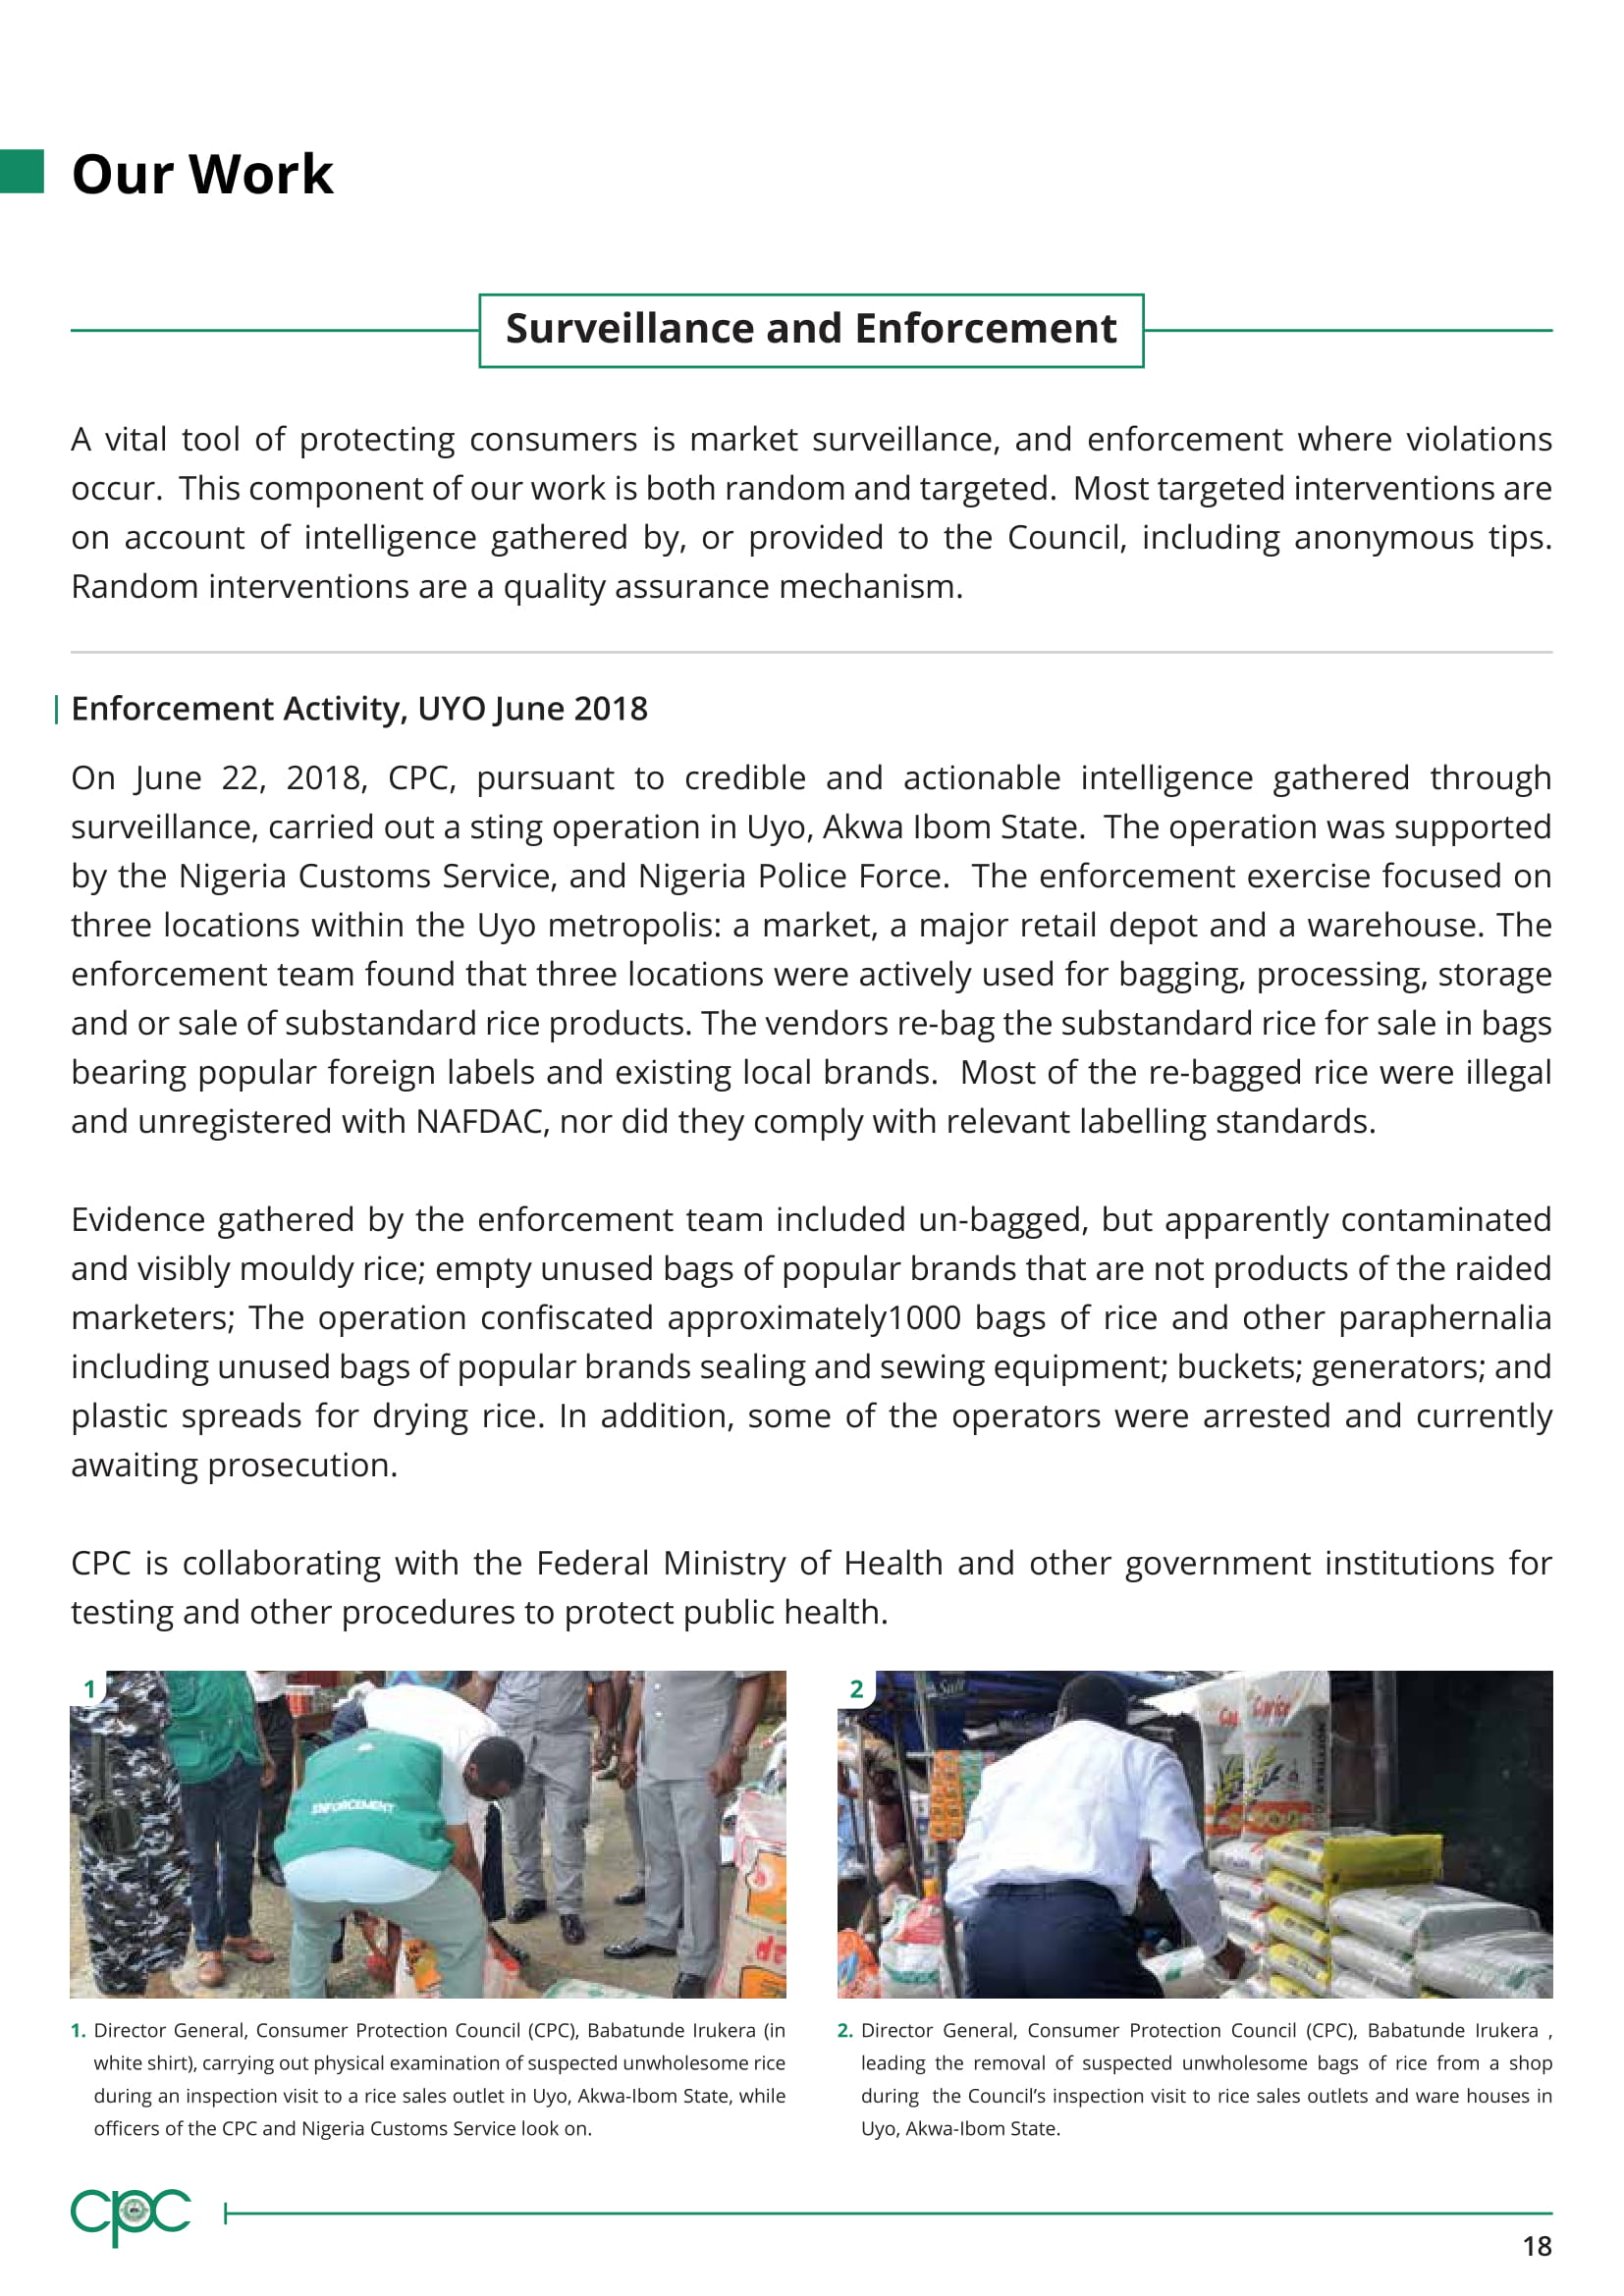 Our Work
Surveillance and Enforcement
A vital tool of protecting consumers is market surveillance, and enforcement where violations
occur.  This component of our work is both random and targeted.  Most targeted interventions are
on account of intelligence gathered by, or provided to the Council, including anonymous tips.
Random interventions are a quality assurance mechanism.
Enforcement Activity, UYO June 2018
On June 22, 2018, CPC, pursuant to credible and actionable intelligence gathered through
surveillance, carried out a sting operation in Uyo, Akwa Ibom State.  The operation was supported
by the Nigeria Customs Service, and Nigeria Police Force.  The enforcement exercise focused on
three locations within the Uyo metropolis: a market, a major retail depot and a warehouse. The
enforcement team found that three locations were actively used for bagging, processing, storage
and or sale of substandard rice products. The vendors re-bag the substandard rice for sale in bags
bearing popular foreign labels and existing local brands.  Most of the re-bagged rice were illegal
and unregistered with NAFDAC, nor did they comply with relevant labelling standards.
Evidence gathered by the enforcement team included un-bagged, but apparently contaminated
and visibly mouldy rice; empty unused bags of popular brands that are not products of the raided
marketers; The operation confiscated approximately1000 bags of rice and other paraphernalia
including unused bags of popular brands sealing and sewing equipment; buckets; generators; and
plastic spreads for drying rice. In addition, some of the operators were arrested and currently
awaiting prosecution.
CPC is collaborating with the Federal Ministry of Health and other government institutions for
testing and other procedures to protect public health.
1
ENFORCEMENT
2
1. Director General, Consumer Protection Council (CPC), Babatunde Irukera (in
white shirt), carrying out physical examination of suspected unwholesome rice
during an inspection visit to a rice sales outlet in Uyo, Akwa-Ibom State, while
officers of the CPC and Nigeria Customs Service look on.
2. Director General, Consumer Protection Council (CPC), Babatunde Irukera ,
leading the removal of suspected unwholesome bags of rice from a shop
during  the Council’s inspection visit to rice sales outlets and ware houses in
Uyo, Akwa-Ibom State.
cpc
18